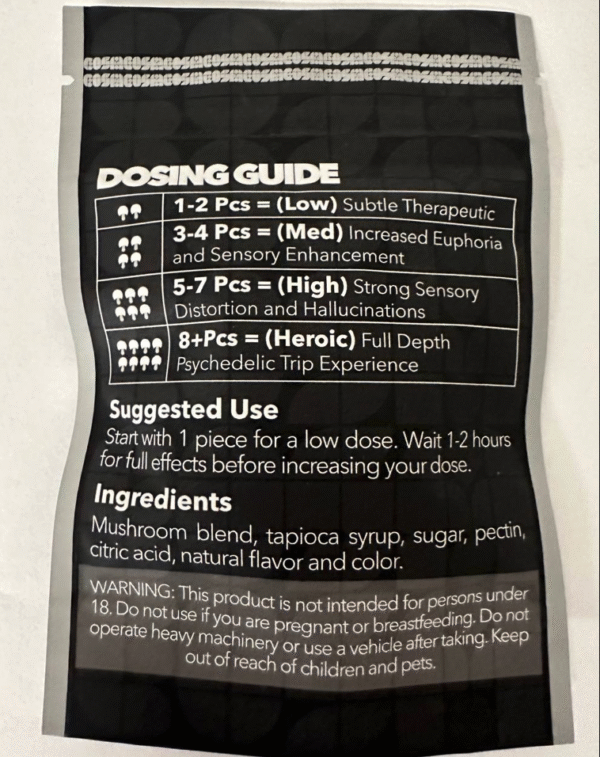 DOSING GUIDE
1-2 Pcs = (Low) Subtle Therapeutic
3-4 Pcs = (Med) Increased Euphoria
and Sensory Enhancement
5-7 Pcs = (High) Strong Sensory
Distortion and Hallucinations
8+Pcs = (Heroic) Full Depth
Psychedelic Trip Experience
Suggested Use
Start with 1 piece for a low dose. Wait 1-2 hours
for full effects before increasing your dose.
Ingredients
Mushroom blend, tapioca syrup, sugar, pectin,
citric acid, natural flavor and color.
WARNING: This product is not intended for persons under
18. Do not use if you are pregnant or breastfeeding. Do not
operate heavy machinery or use a vehicle after taking. Keep
out of reach of children and pets.